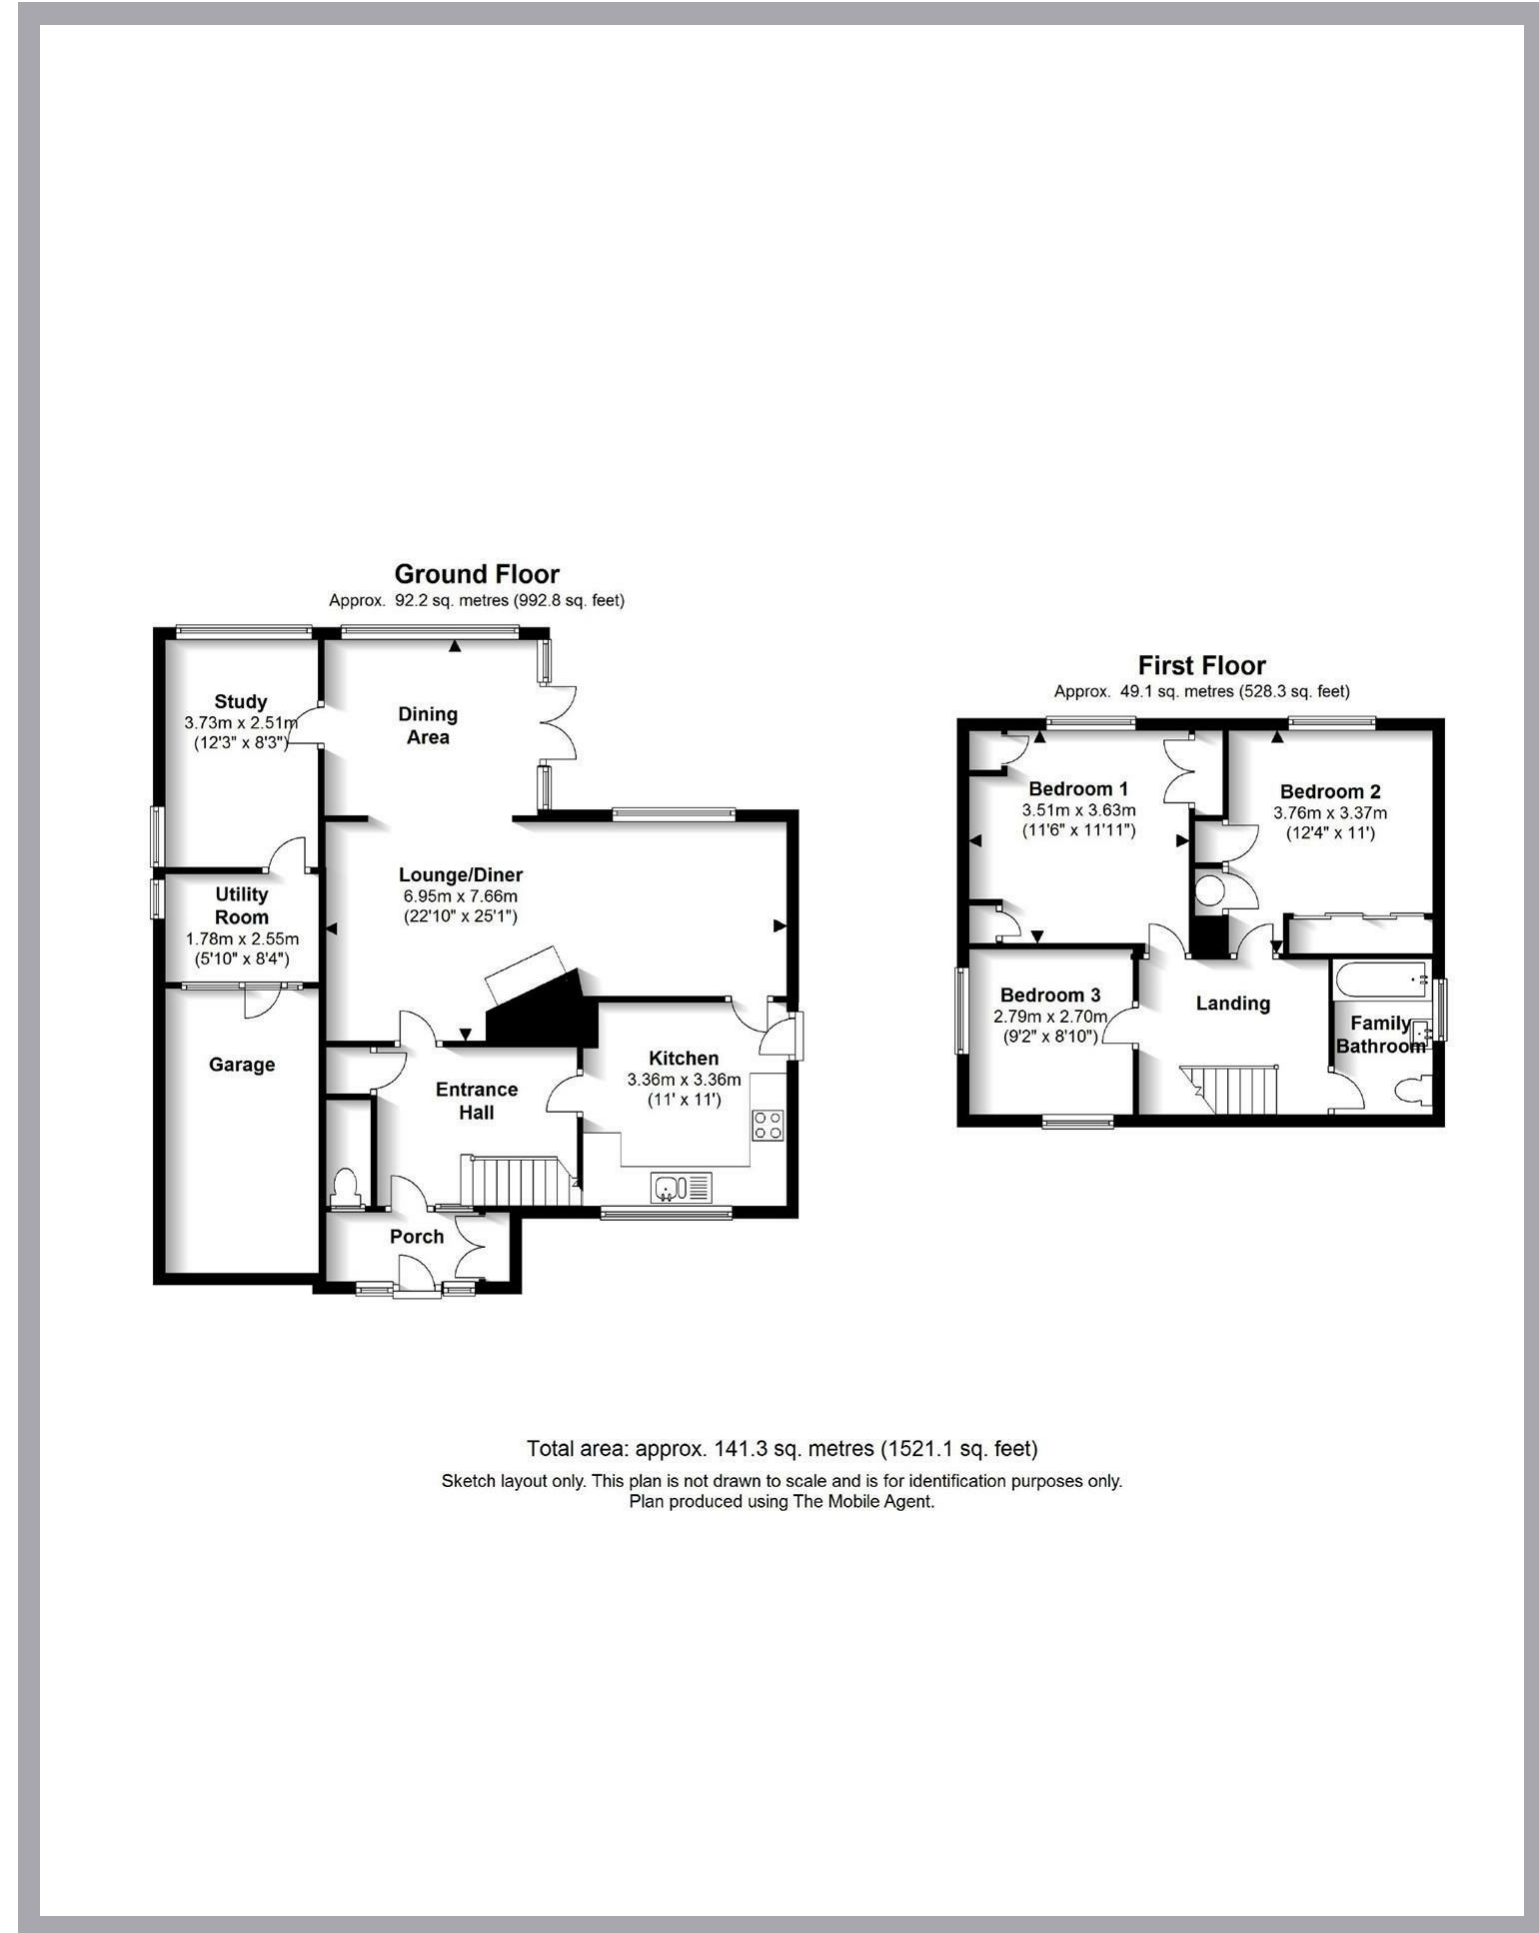 Ground Floor
Approx. 92.2 sq. metres (992.8 sq. feet)
Study
3.73m x 2.51m
(12'3" x 8'3")
Dining
Area
Lounge/Diner
6.95m x 7.66m
(22'10" x 25'1")
Utility
Room
1.78m x 2.55m
(5'10" x 8'4")
Garage
Entrance
Hall
Kitchen
3.36m x 3.36m
(11' x 11')
Porch
First Floor
Approx. 49.1 sq. metres (528.3 sq. feet)
Bedroom 1
3.51m x 3.63m
(11'6" x 11'11")
Bedroom 2
3.76m x 3.37m
(12'4" x 11')
Bedroom 3
2.79m x 2.70m
(9'2" x 8'10")
Landing
Family
Bathroom
Total area: approx. 141.3 sq. metres (1521.1 sq. feet)
Sketch layout only. This plan is not drawn to scale and is for identification purposes only.
Plan produced using The Mobile Agent.